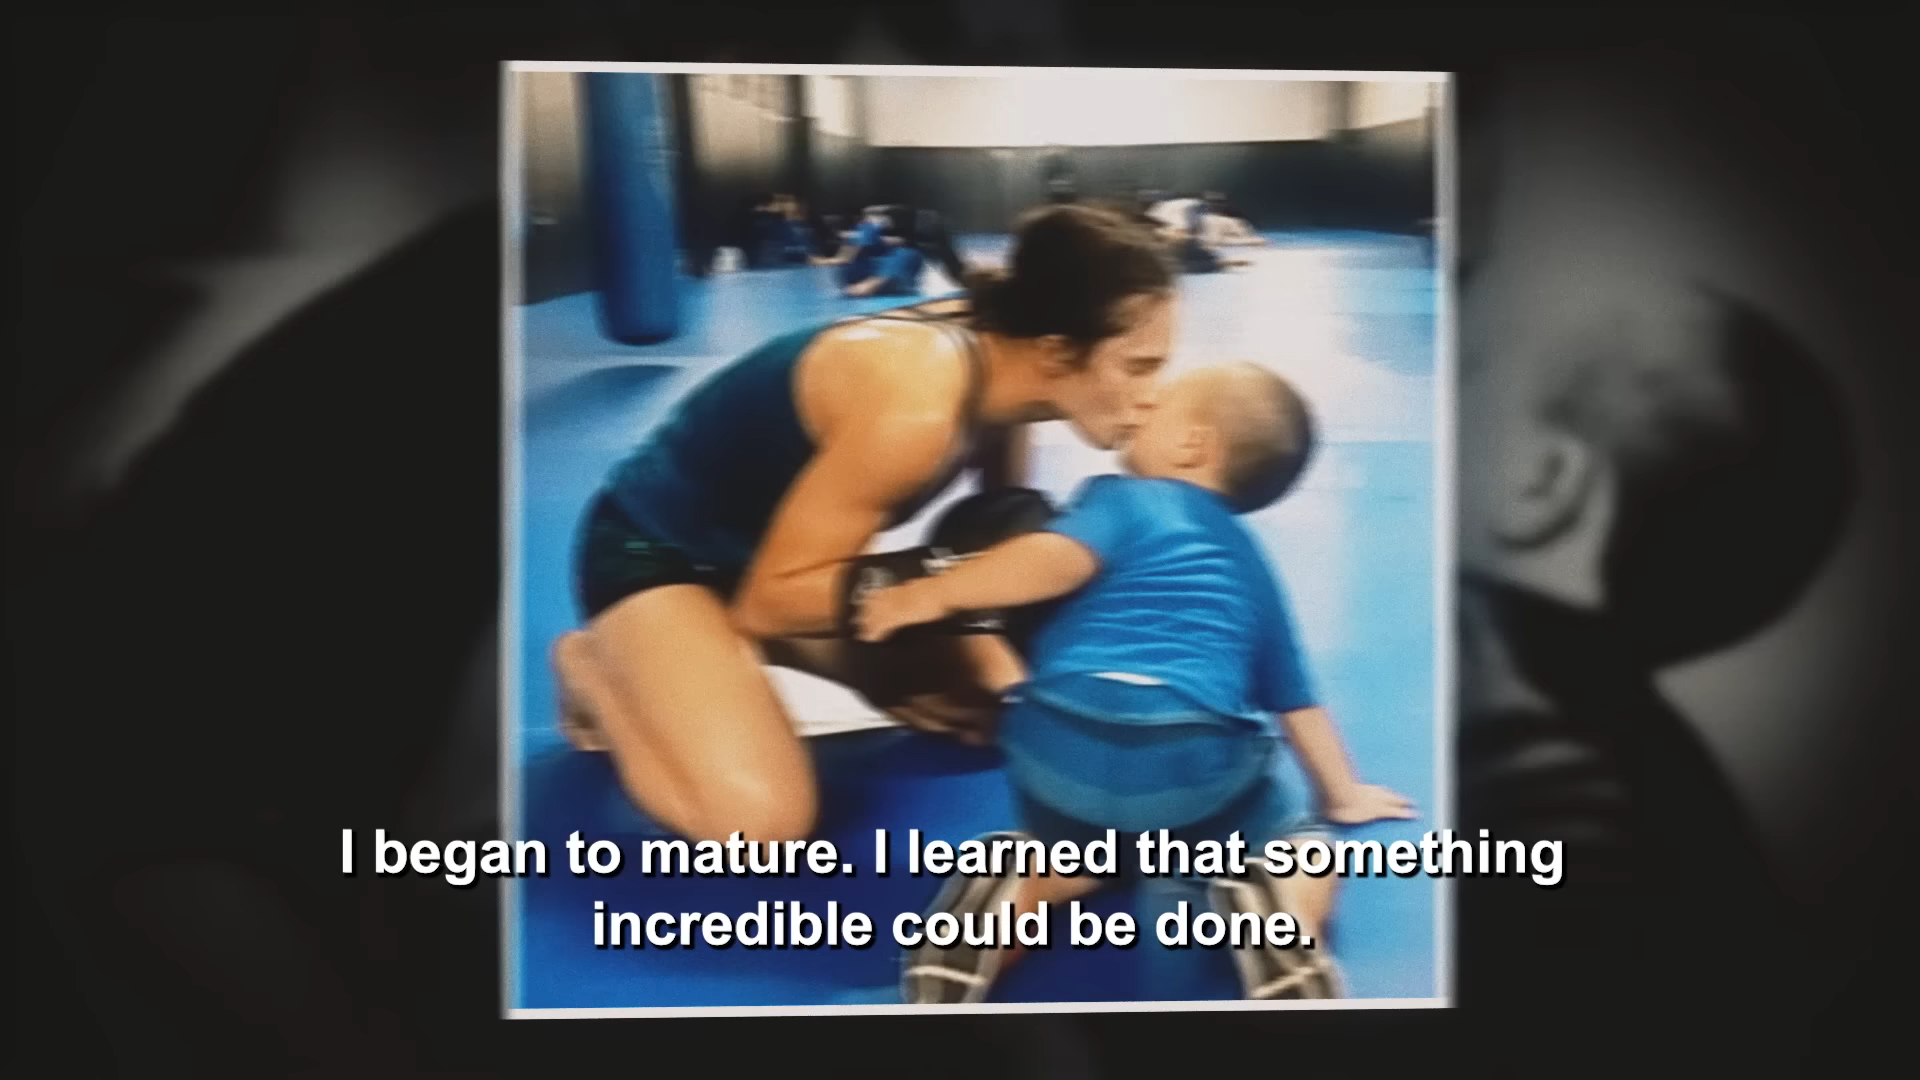 I began to mature. I learned that something
incredible could be done.